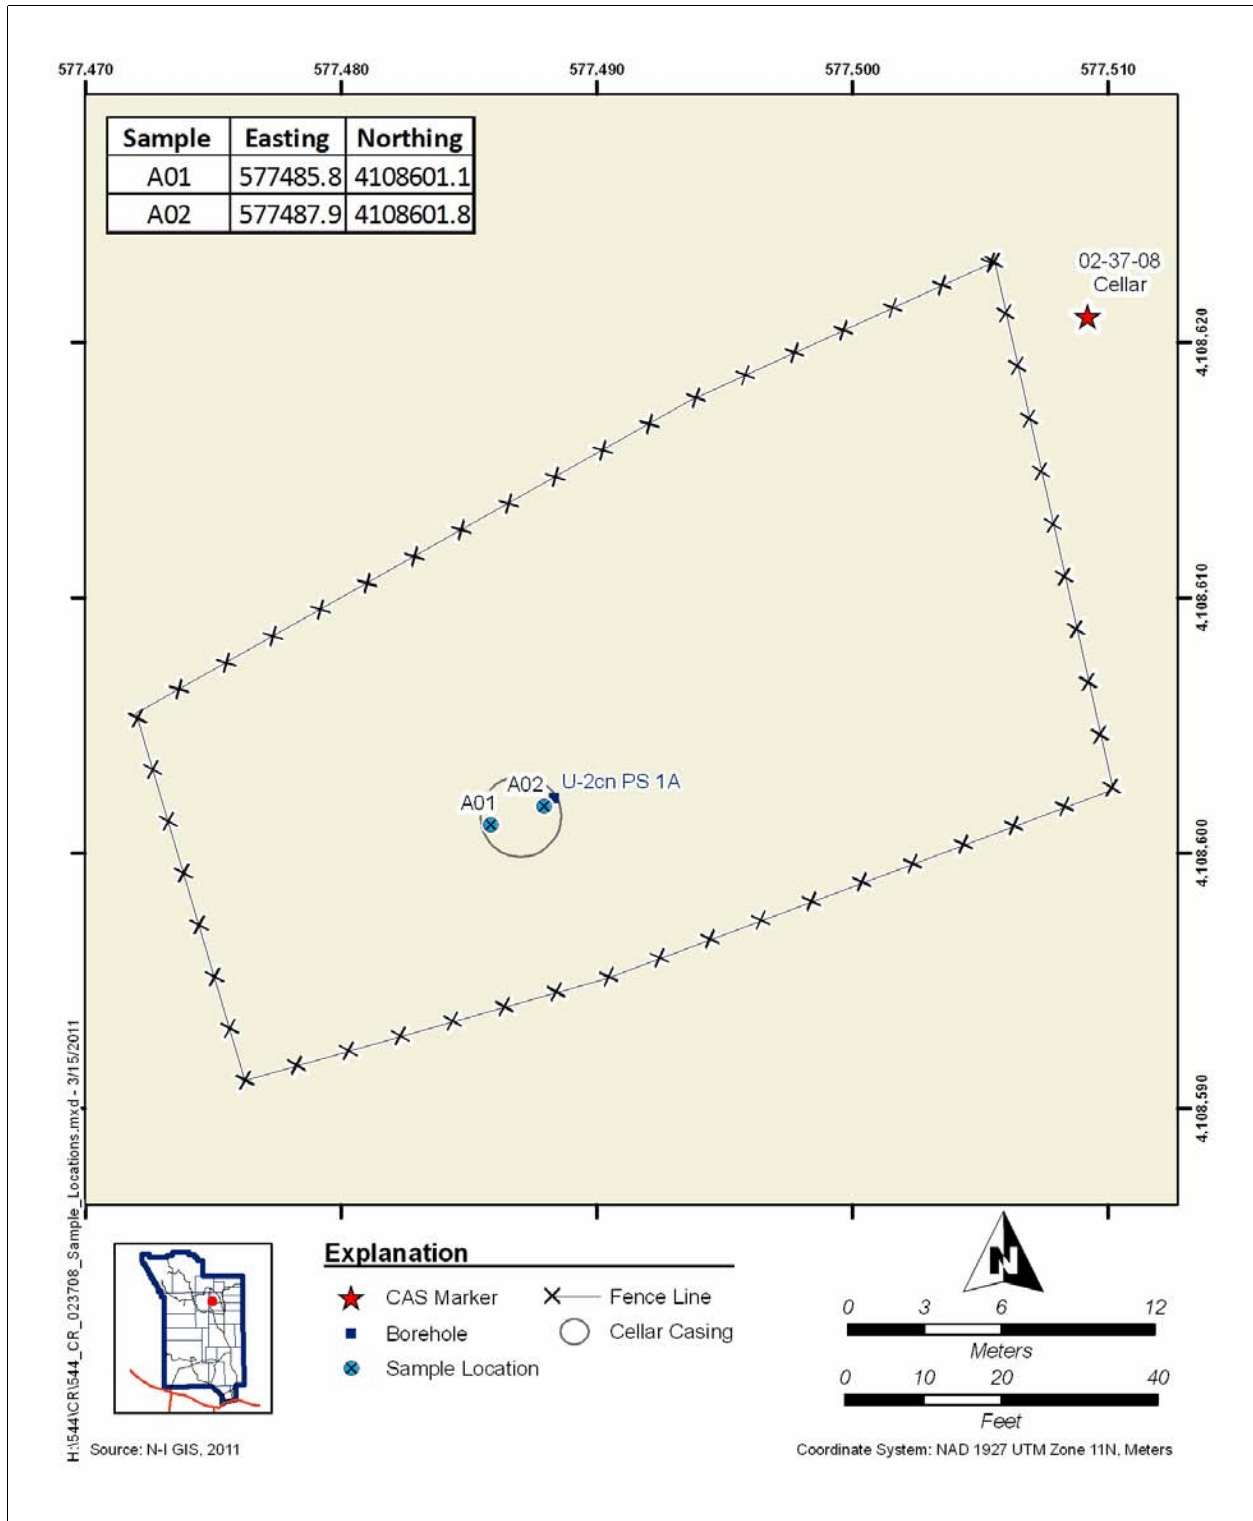 577,470 577,480 577,490 577,500 577,510
Sample Easting Northing
A01 577485.8 4108601.1
A02 577487.9 4108601.8
02-37-08
Cellar
4,108,620
4,108,610
A02 U-2cn PS 1A
A01
4,108,600
4,108,590
H:\544\CR\544_CR_023708_Sample_Locations.mxd - 3/15/2011
Explanation
CAS Marker
Fence Line
Borehole
Cellar Casing
Sample Location
N
0 3 6 12
Meters
0 10 20 40
Feet
Source: N-I GIS, 2011
Coordinate System: NAD 1927 UTM Zone 11N, Meters